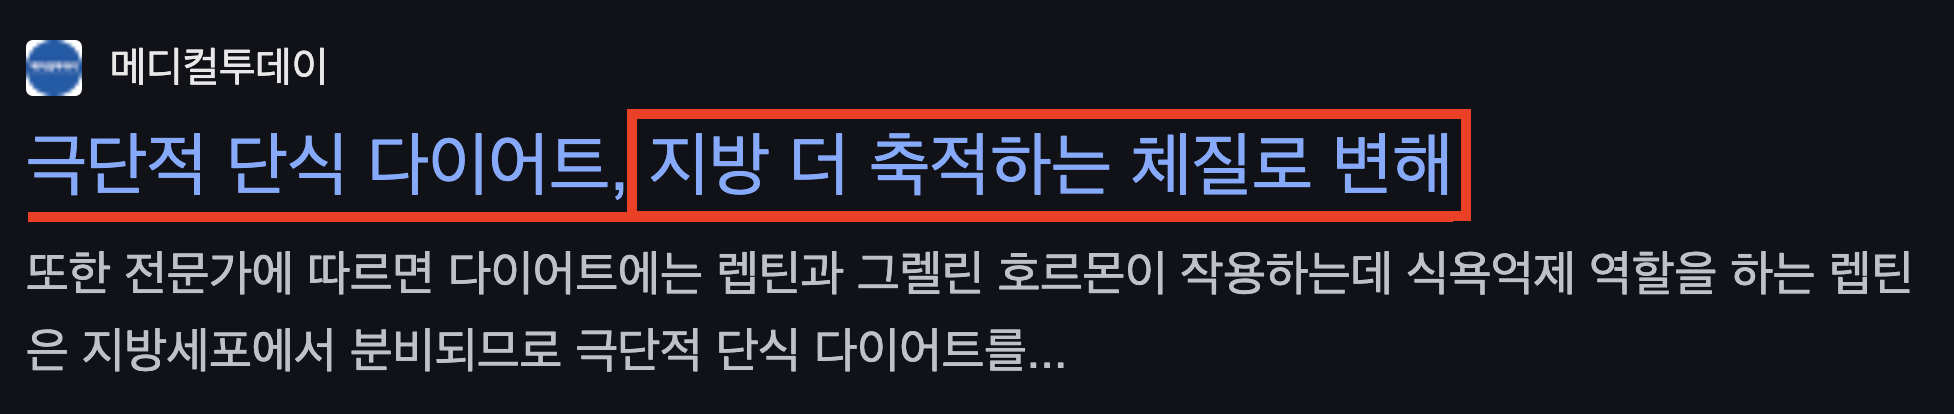 메디컬투데이
극단적 단식 다이어트, 지방 더 축적하는 체질로 변해
또한 전문가에 따르면 다이어트에는 렙틴과 그렐린 호르몬이 작용하는데 식욕억제 역할을 하는 렙틴
은 지방세포에서 분비되므로 극단적 단식 다이어트를...